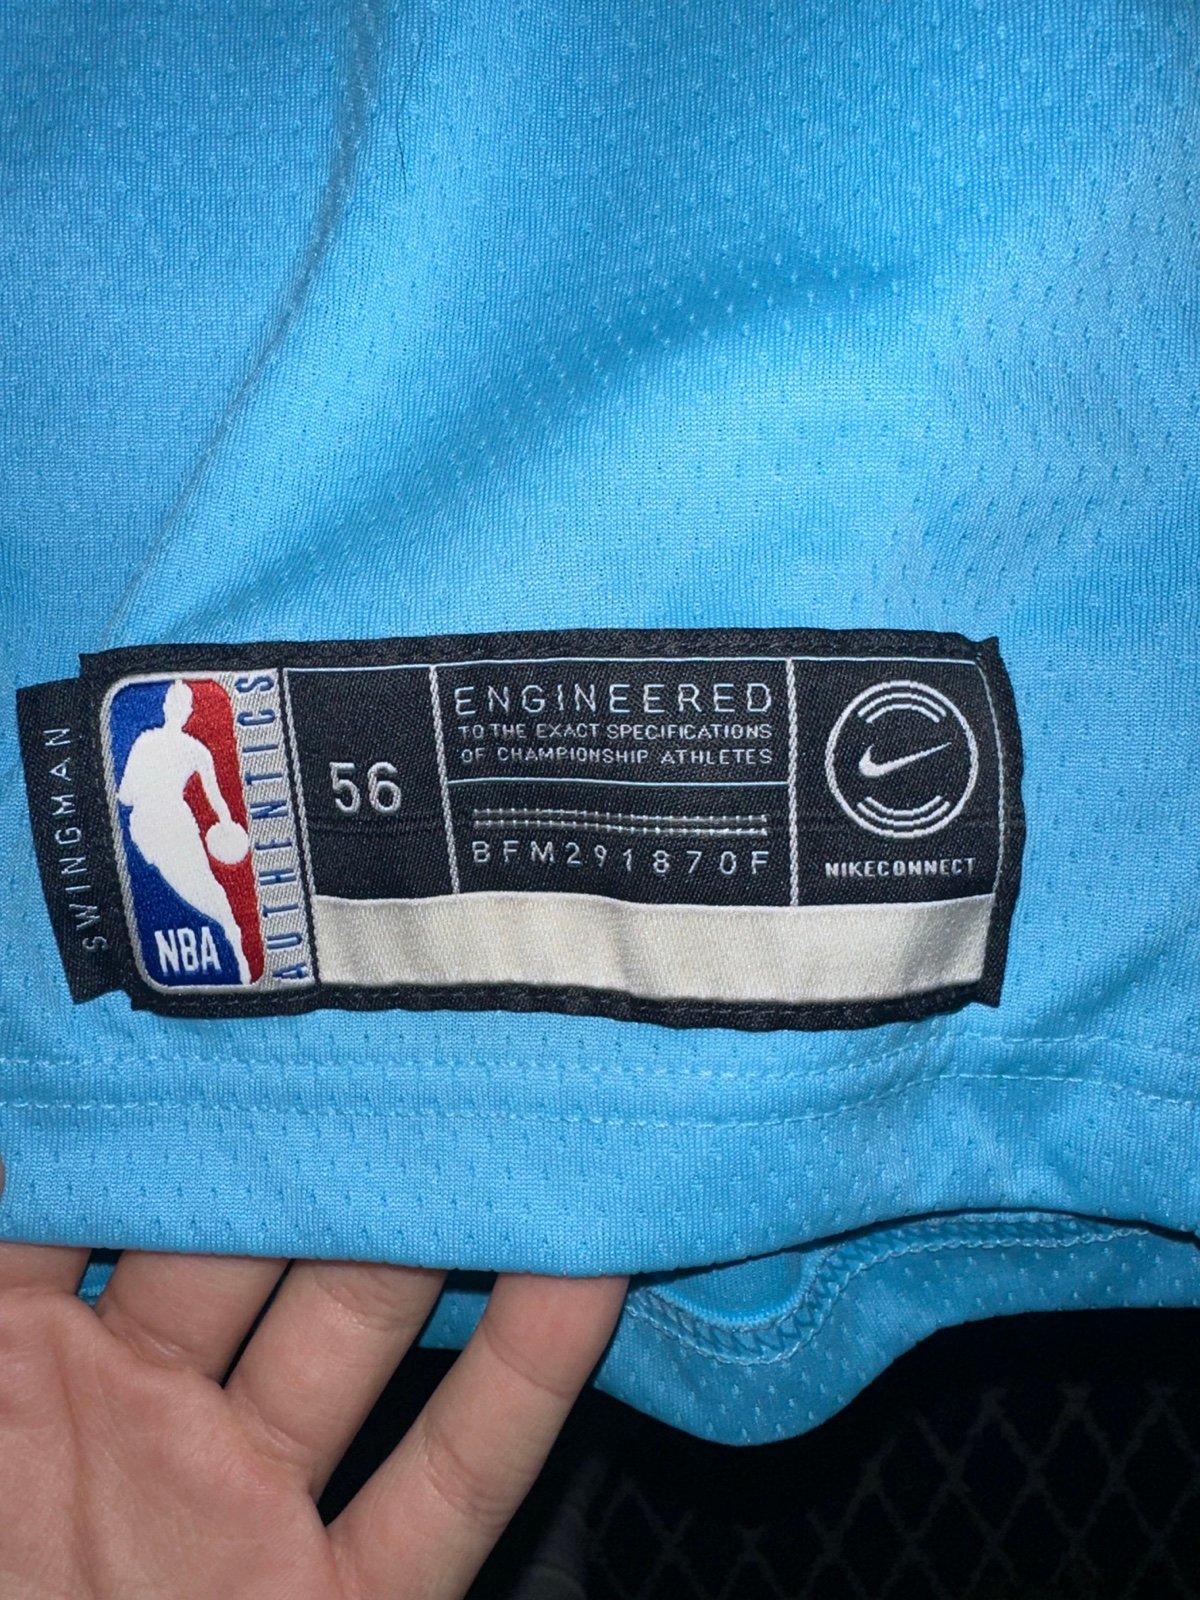 SWINGMAN
NBA
AUTHENTICS
56
ENGINEERED
TO THE EXACT SPECIFICATIONS
OF CHAMPIONSHIP ATHLETES
BFM291870F
NIKECONNECT